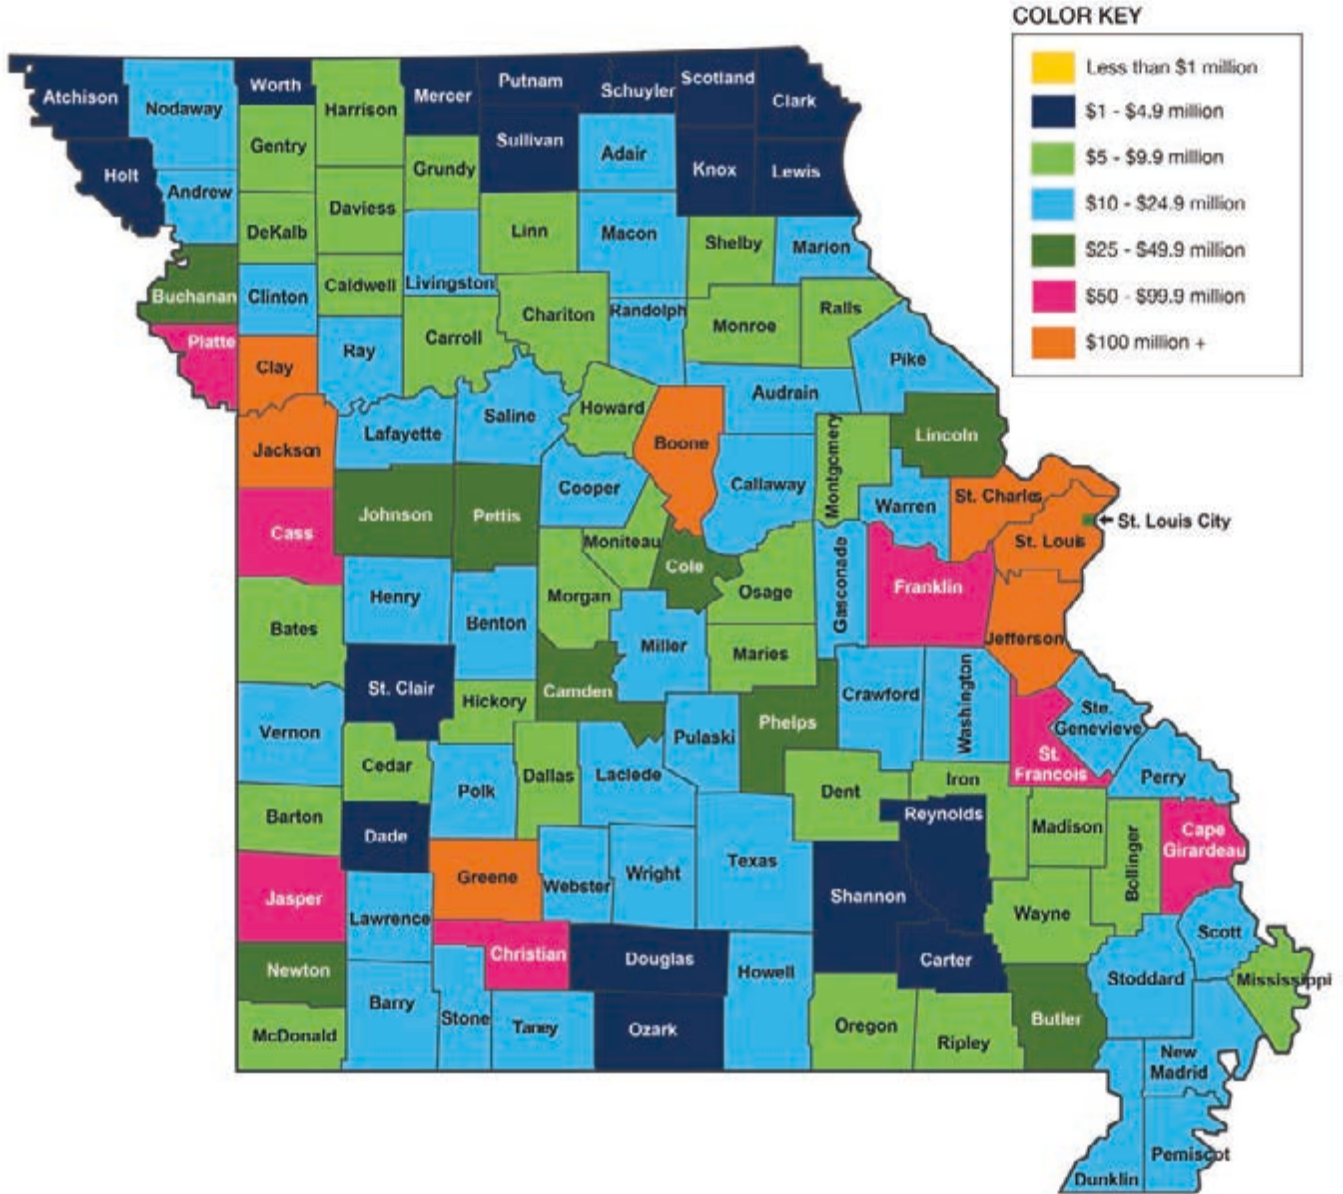 COLOR KEY
Less than $1 million
$1 - $4.9 million
$5 - $9.9 million
$10 - $24.9 million
$25 - $49.9 million
$50 - $99.9 million
$100 million +
Atchison
Nodaway
Worth
Harrison
Mercer
Putnam
Schuyler
Scotland
Clark
Gentry
Sullivan
Adair
Knox
Lewis
Holt
Andrew
Grundy
DeKalb
Daviess
Linn
Macon
Shelby
Marion
Buchanan
Clinton
Caldwell
Livingston
Chariton
Randolph
Monroe
Ralls
Platte
Clay
Ray
Carroll
Pike
Audrain
Saline
Howard
Boone
Jackson
Lafayette
Cooper
Callaway
Montgomery
Lincoln
Warren
St. Charles
St. Louis City
St. Louis
Cass
Johnson
Pettis
Moniteau
Cole
Osage
Gasconade
Franklin
Jefferson
Bates
Henry
Benton
Morgan
Miller
Maries
St. Clair
Hickory
Camden
Phelps
Crawford
Washington
Ste.
Genevieve
Vernon
Cedar
Polk
Dallas
Laclede
Pulaski
Dent
Iron
St.
Francois
Perry
Barton
Dade
Reynolds
Madison
Bollinger
Cape
Girardeau
Jasper
Lawrence
Greene
Webster
Wright
Texas
Shannon
Wayne
Scott
Newton
Christian
Douglas
Howell
Carter
Stoddard
Mississippi
McDonald
Barry
Stone
Taney
Ozark
Oregon
Ripley
Butler
New
Madrid
Dunklin
Pemiscot